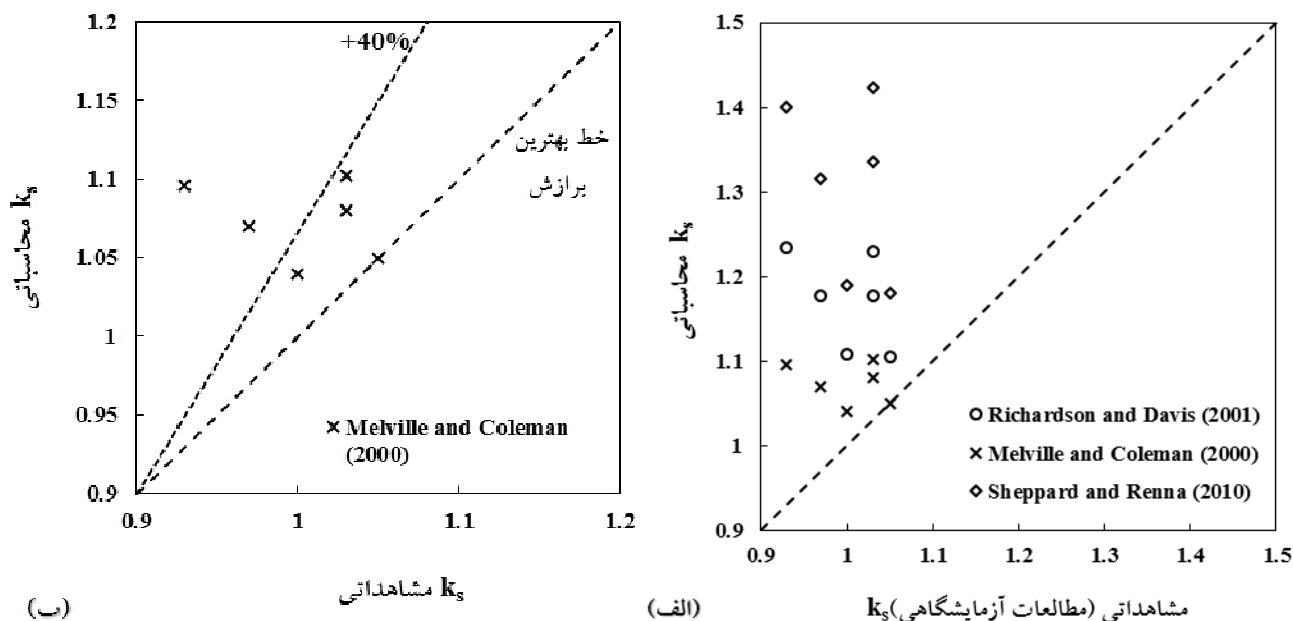 1.2
1.15
1.1
1.05
1
0.95
0.9
0.9
1
1.1
1.2
+40%
خط بهترین
برازش
Melville and Coleman
(2000)
محاسباتی kₛ
مشاهداتی kₛ
(ب)
1.5
1.4
1.3
1.2
1.1
1
0.9
0.9
1
1.1
1.2
1.3
1.4
1.5
Richardson and Davis (2001)
Melville and Coleman (2000)
Sheppard and Renna (2010)
محاسباتی kₛ
مشاهداتی (مطالعات آزمایشگاهی)kₛ
(الف)